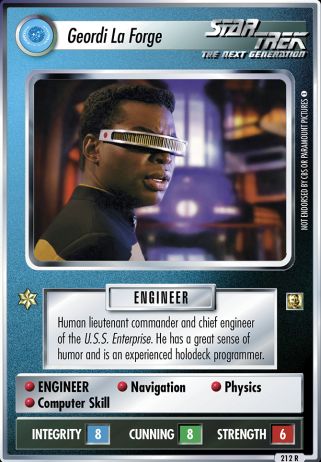 Geordi La Forge
STAR TREK
THE NEXT GENERATION
NOT ENDORSED BY CBS OR PARAMOUNT PICTURES
ENGINEER
Human lieutenant commander and chief engineer
of the U.S.S. Enterprise. He has a great sense of
humor and is an experienced holodeck programmer.
ENGINEER Navigation Physics
Computer Skill
INTEGRITY 8 CUNNING 8 STRENGTH 6
212 R